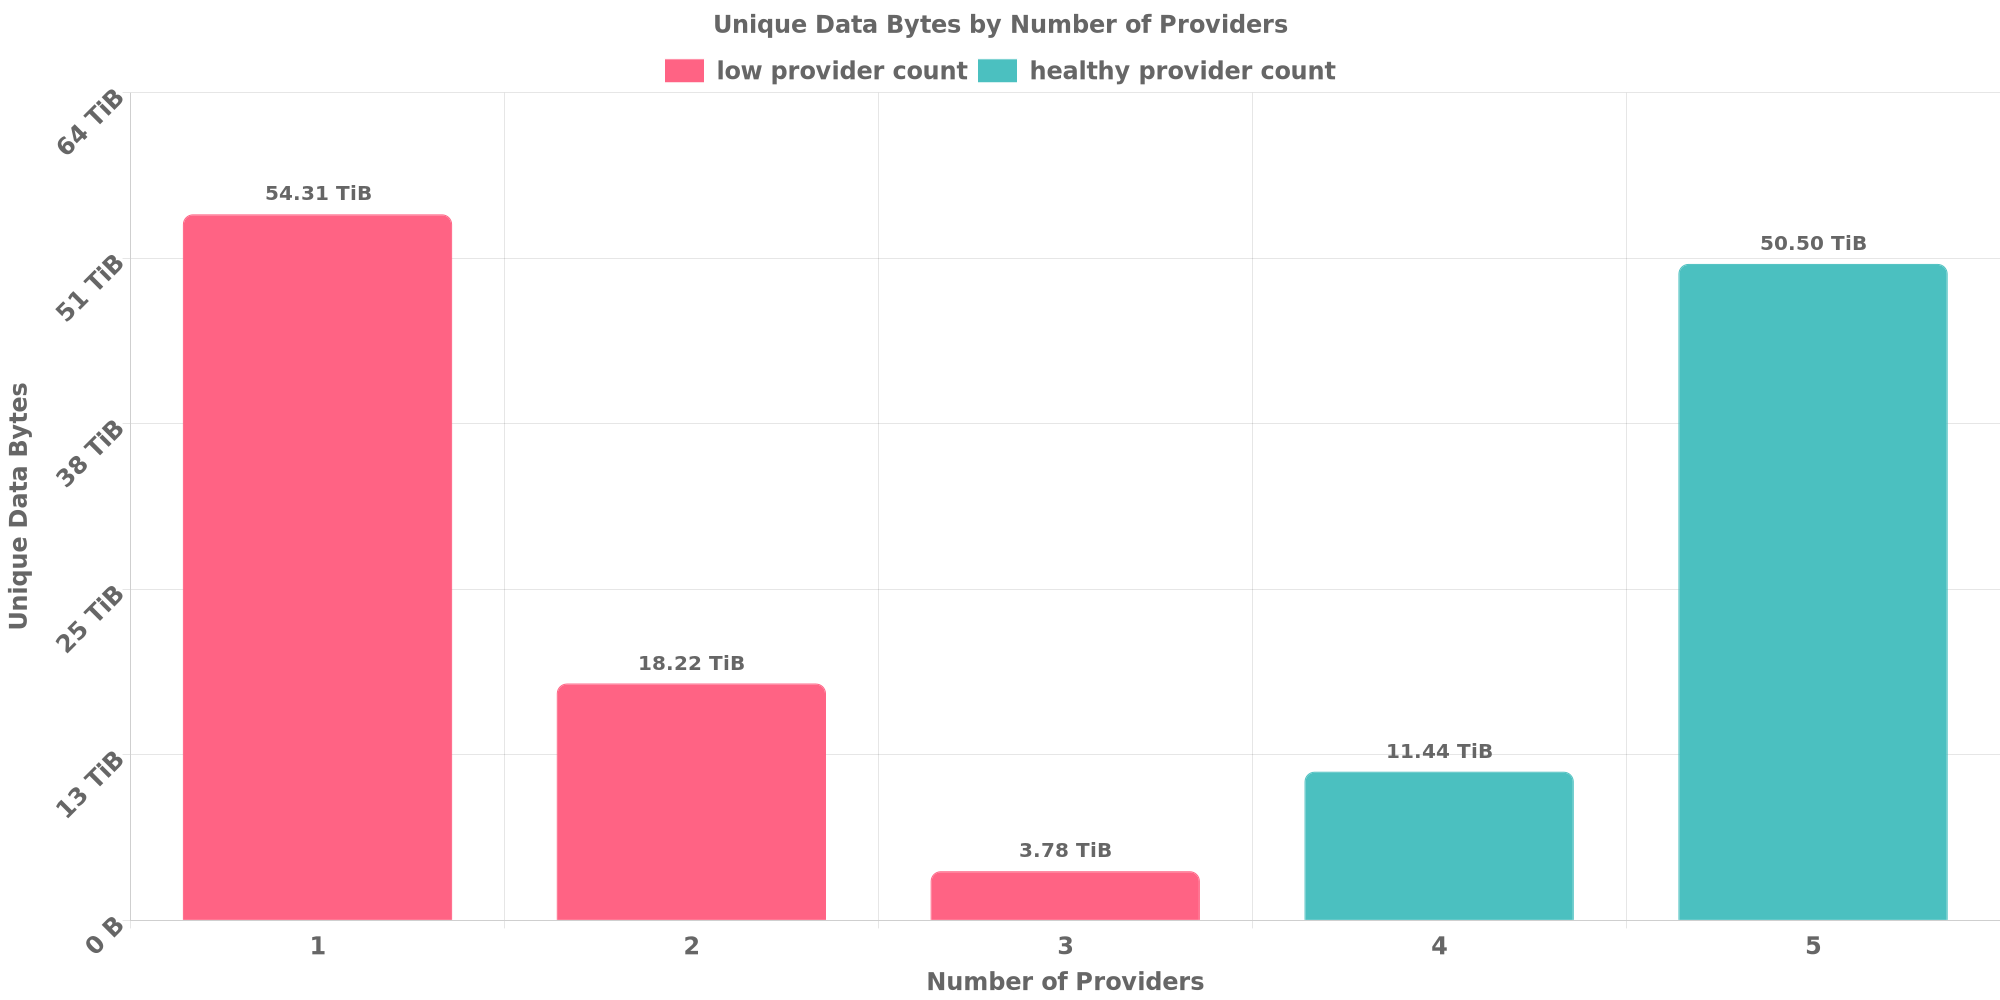 Unique Data Bytes by Number of Providers
low provider count healthy provider count
64 TiB
51 TiB
38 TiB
25 TiB
13 TiB
0 B
Unique Data Bytes
54.31 TiB
18.22 TiB
3.78 TiB
11.44 TiB
50.50 TiB
1 2 3 4 5
Number of Providers